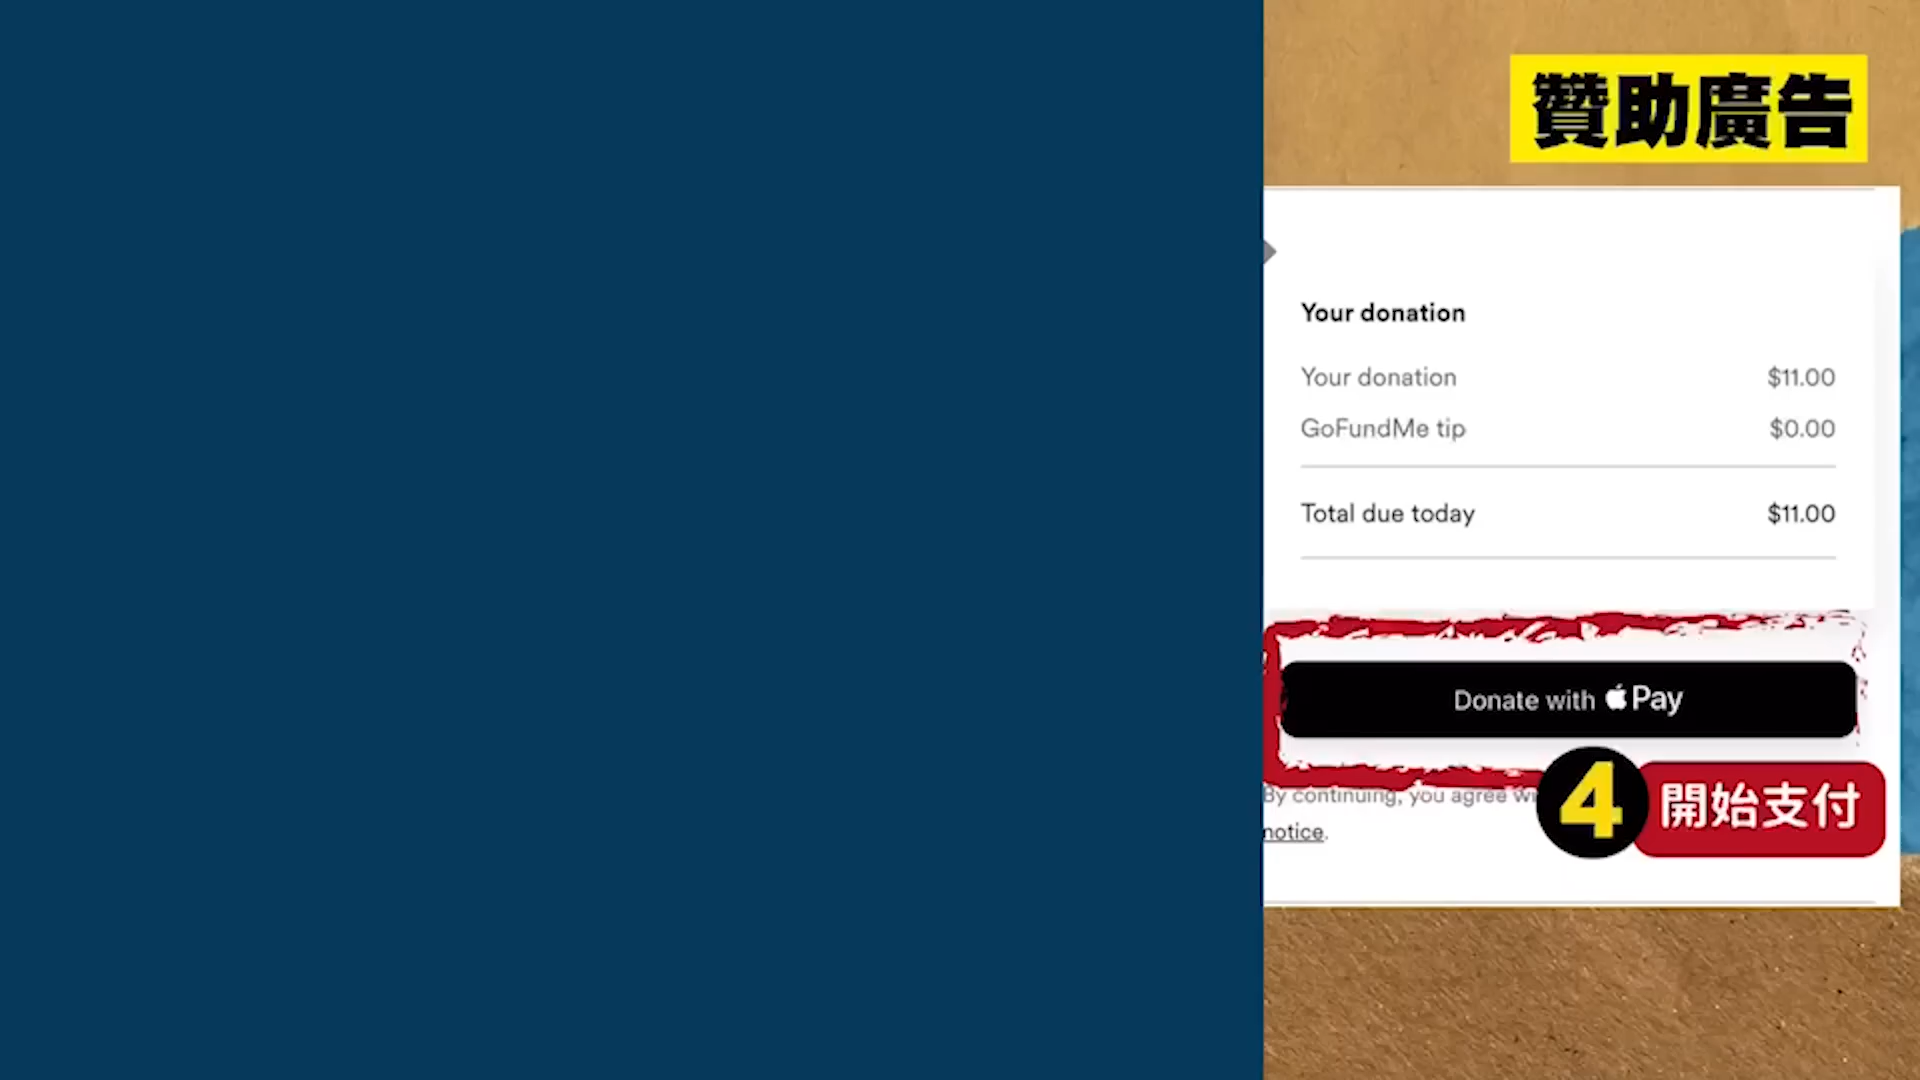 贊助廣告
Your donation
Your donation $11.00
GoFundMe tip $0.00
Total due today $11.00
Donate with Pay
By continuing, you agree
notice.
4 開始支付